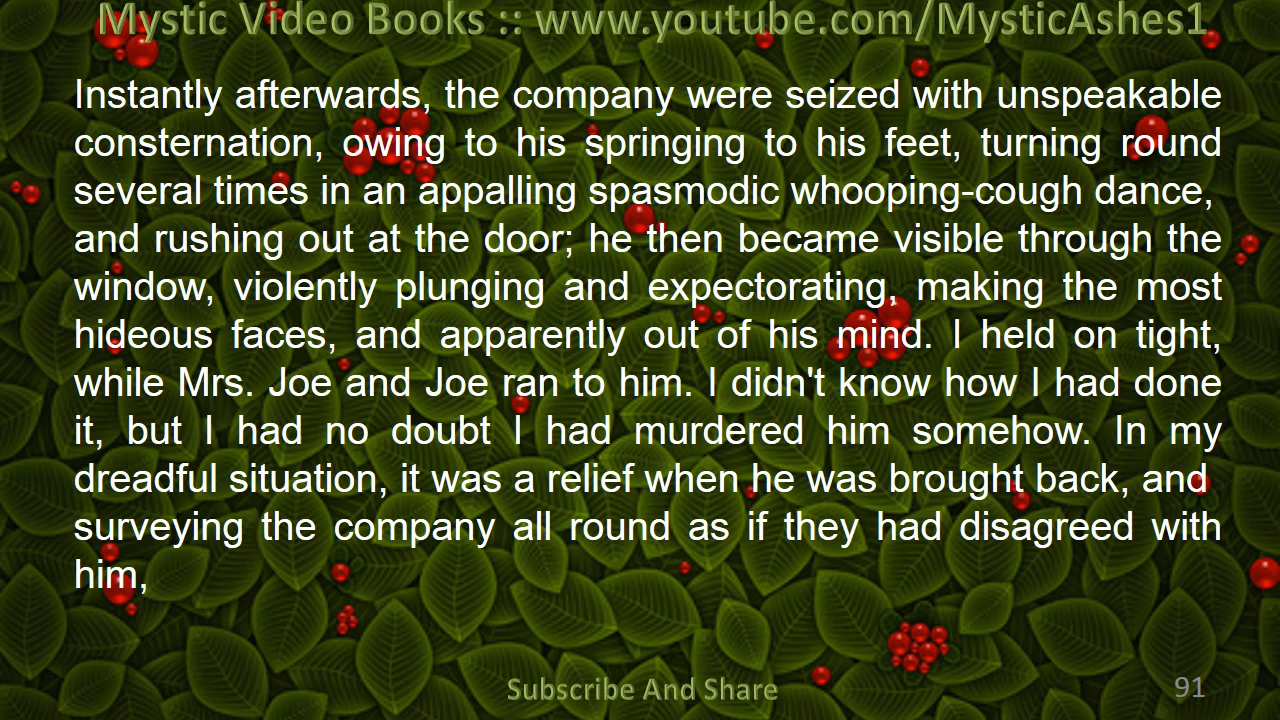 Mystic Video Books :: www.youtube.com/MysticAshes1
Instantly afterwards, the company were seized with unspeakable
consternation, owing to his springing to his feet, turning round
several times in an appalling spasmodic whooping-cough dance,
and rushing out at the door; he then became visible through the
window, violently plunging and expectorating, making the most
hideous faces, and apparently out of his mind. I held on tight,
while Mrs. Joe and Joe ran to him. I didn't know how I had done
it, but I had no doubt I had murdered him somehow. In my
dreadful situation, it was a relief when he was brought back, and
surveying the company all round as if they had disagreed with
him,
Subscribe And Share
91